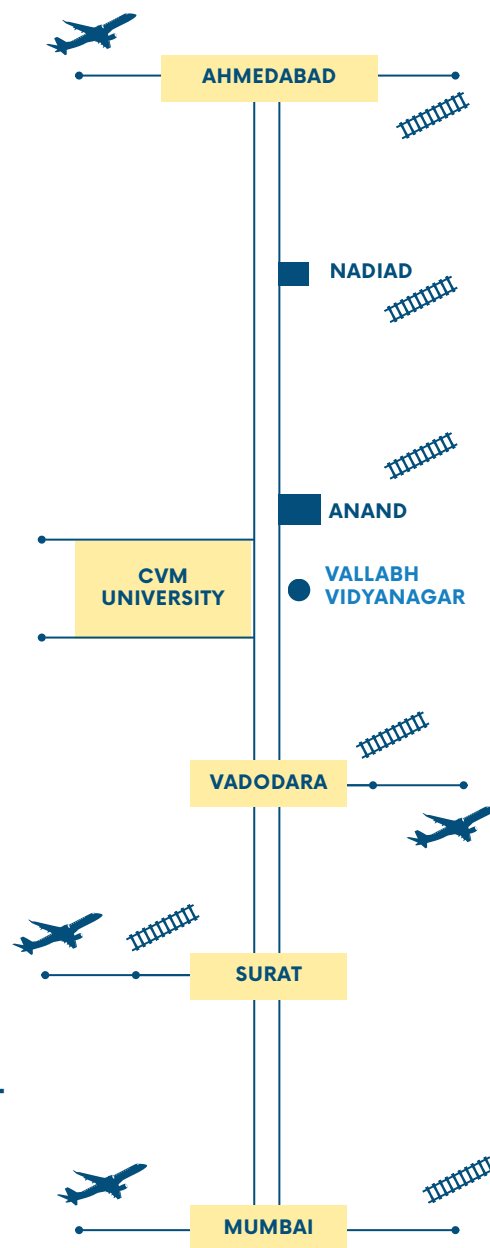 AHMEDABAD
NADIAD
ANAND
CVM
UNIVERSITY
VALLABH
VIDYANAGAR
VADODARA
SURAT
MUMBAI